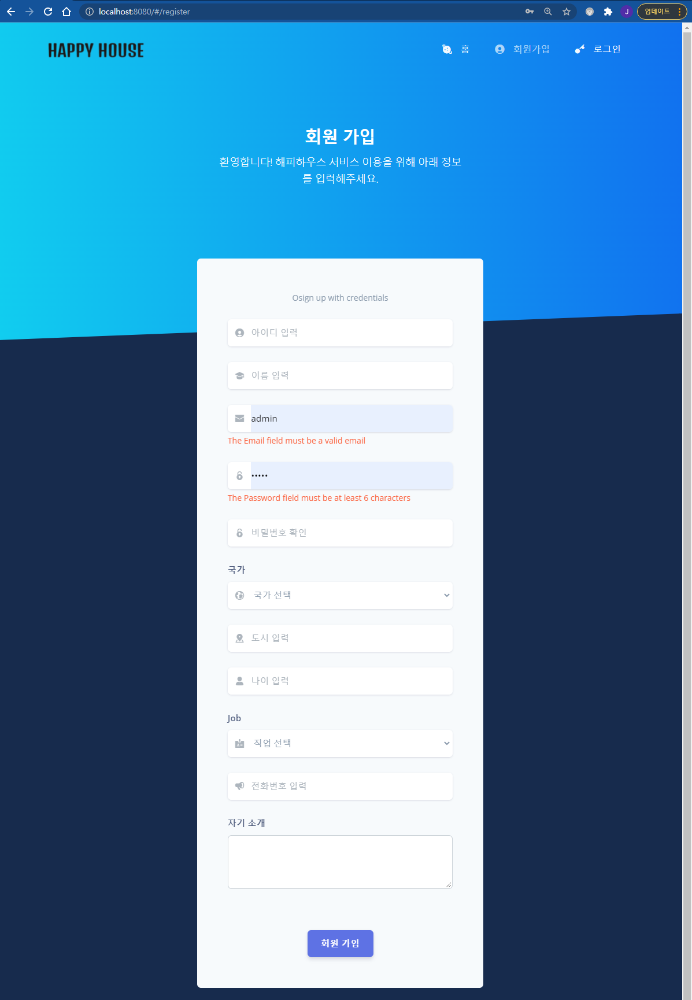 localhost:8080/#/register
J
업데이트
HAPPY HOUSE
홈
회원가입
로그인
회원 가입
환영합니다! 해피하우스 서비스 이용을 위해 아래 정보
를 입력해주세요.
Osign up with credentials
아이디 입력
이름 입력
admin
The Email field must be a valid email
•••••
The Password field must be at least 6 characters
비밀번호 확인
국가
국가 선택
도시 입력
나이 입력
Job
직업 선택
전화번호 입력
자기 소개
회원 가입